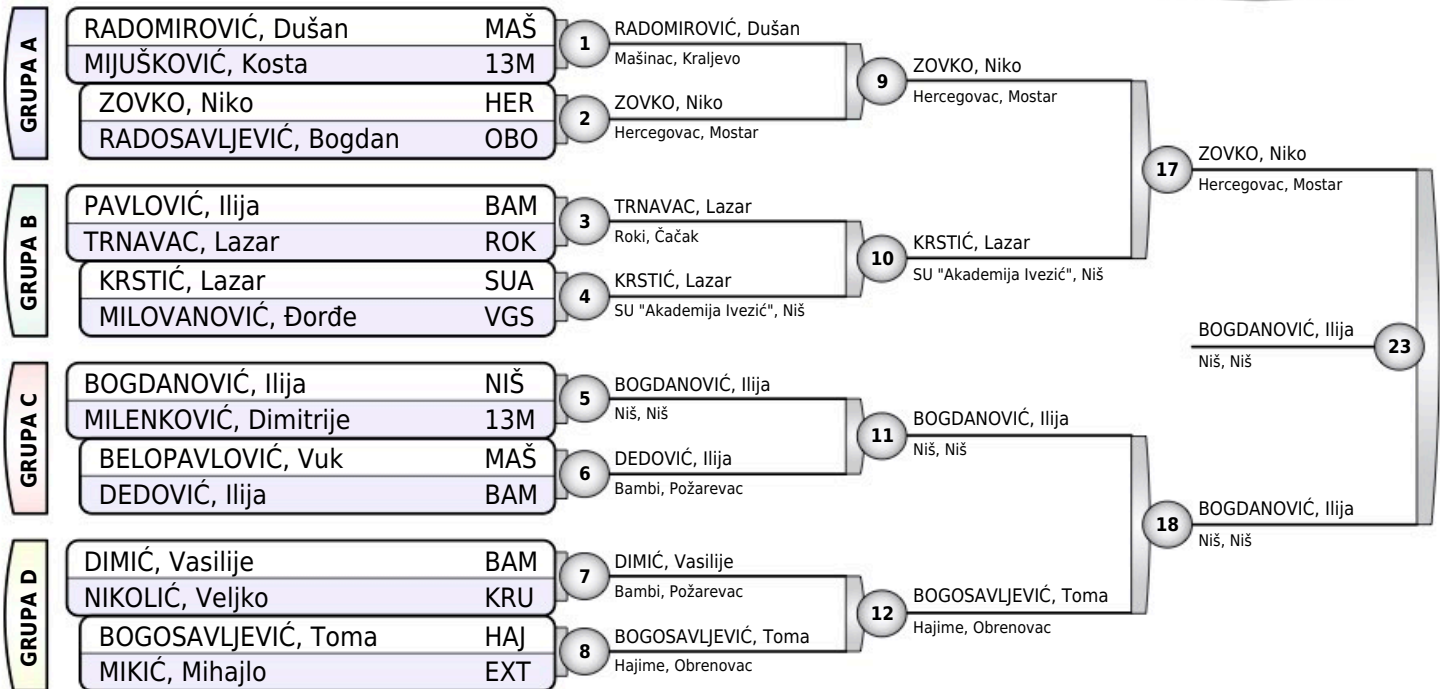 GRUPA A
RADOMIROVIĆ, Dušan MAŠ
MIJUŠKOVIĆ, Kosta 13M
ZOVKO, Niko HER
RADOSAVLJEVIĆ, Bogdan OBO
1
RADOMIROVIĆ, Dušan
Mašinac, Kraljevo
2
ZOVKO, Niko
Hercegovac, Mostar
9
ZOVKO, Niko
Hercegovac, Mostar
GRUPA B
PAVLOVIĆ, Ilija BAM
TRNAVAC, Lazar ROK
KRSTIĆ, Lazar SUA
MILOVANOVIĆ, Đorđe VGS
3
TRNAVAC, Lazar
Roki, Čačak
4
KRSTIĆ, Lazar
SU "Akademija Ivezić", Niš
10
KRSTIĆ, Lazar
SU "Akademija Ivezić", Niš
17
ZOVKO, Niko
Hercegovac, Mostar
GRUPA C
BOGDANOVIĆ, Ilija NIŠ
MILENKOVIĆ, Dimitrije 13M
BELOPAVLOVIĆ, Vuk MAŠ
DEDOVIĆ, Ilija BAM
5
BOGDANOVIĆ, Ilija
Niš, Niš
6
DEDOVIĆ, Ilija
Bambi, Požarevac
11
BOGDANOVIĆ, Ilija
Niš, Niš
GRUPA D
DIMIĆ, Vasilije BAM
NIKOLIĆ, Veljko KRU
BOGOSAVLJEVIĆ, Toma HAJ
MIKIĆ, Mihajlo EXT
7
DIMIĆ, Vasilije
Bambi, Požarevac
8
BOGOSAVLJEVIĆ, Toma
Hajime, Obrenovac
12
BOGOSAVLJEVIĆ, Toma
Hajime, Obrenovac
18
BOGDANOVIĆ, Ilija
Niš, Niš
BOGDANOVIĆ, Ilija
Niš, Niš
23